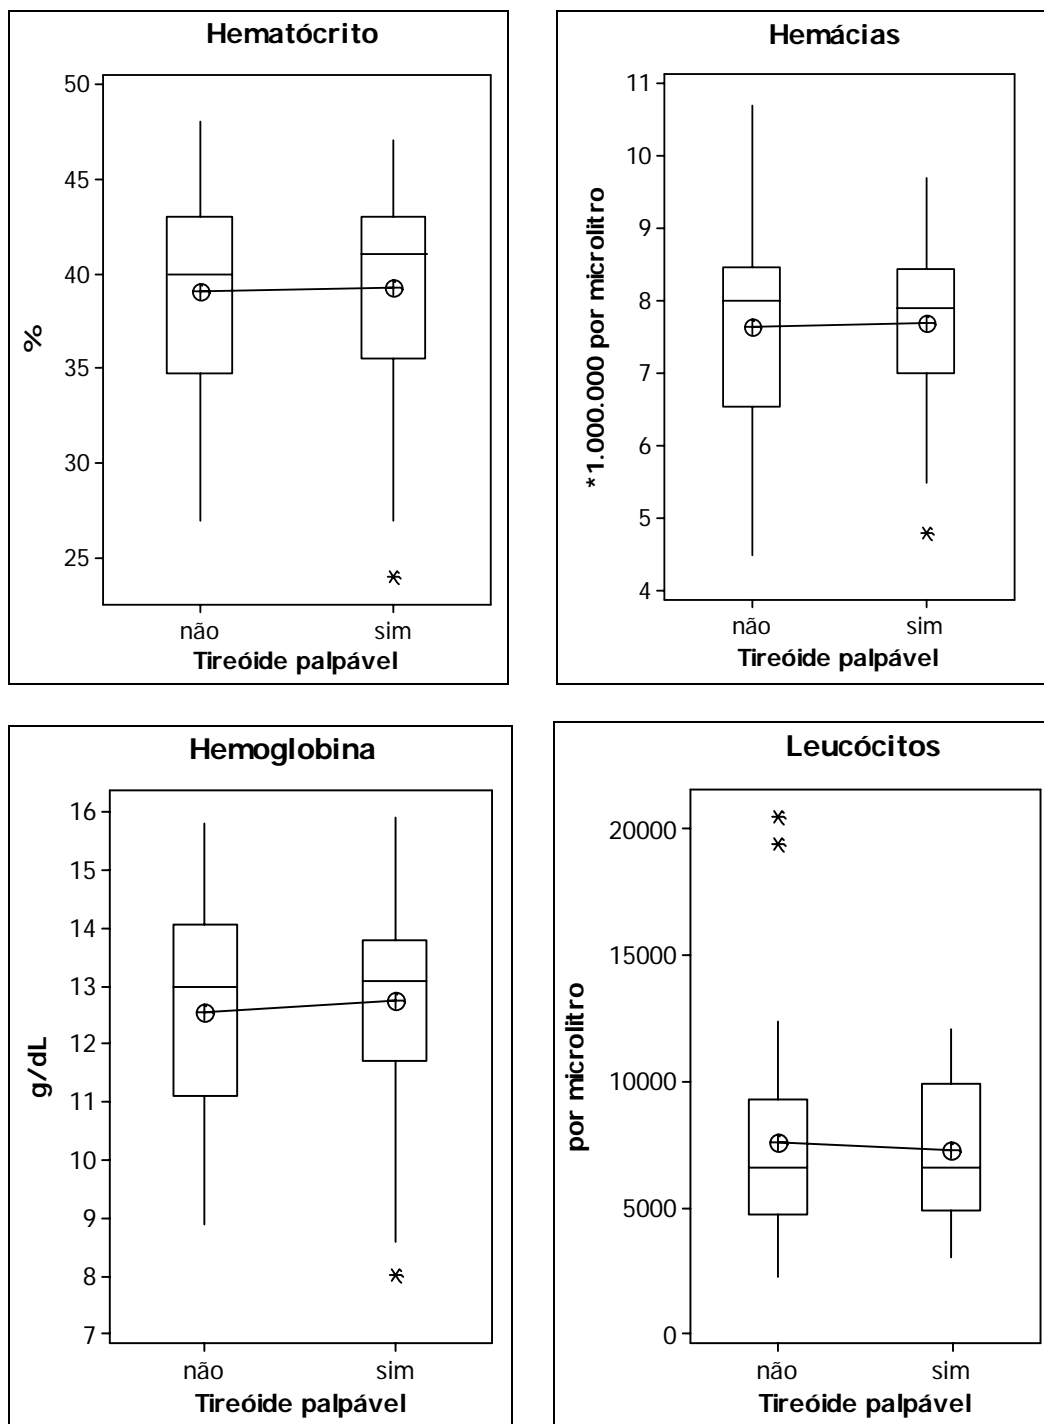 Hematócrito
50
45
40
35
30
25
%
não sim
Tireóide palpável
Hemácias
11
10
9
8
7
6
5
4
*1.000.000 por microlitro
não sim
Tireóide palpável
Hemoglobina
16
15
14
13
12
11
10
9
8
7
g/dL
não sim
Tireóide palpável
Leucócitos
20000
15000
10000
5000
0
por microlitro
não sim
Tireóide palpável